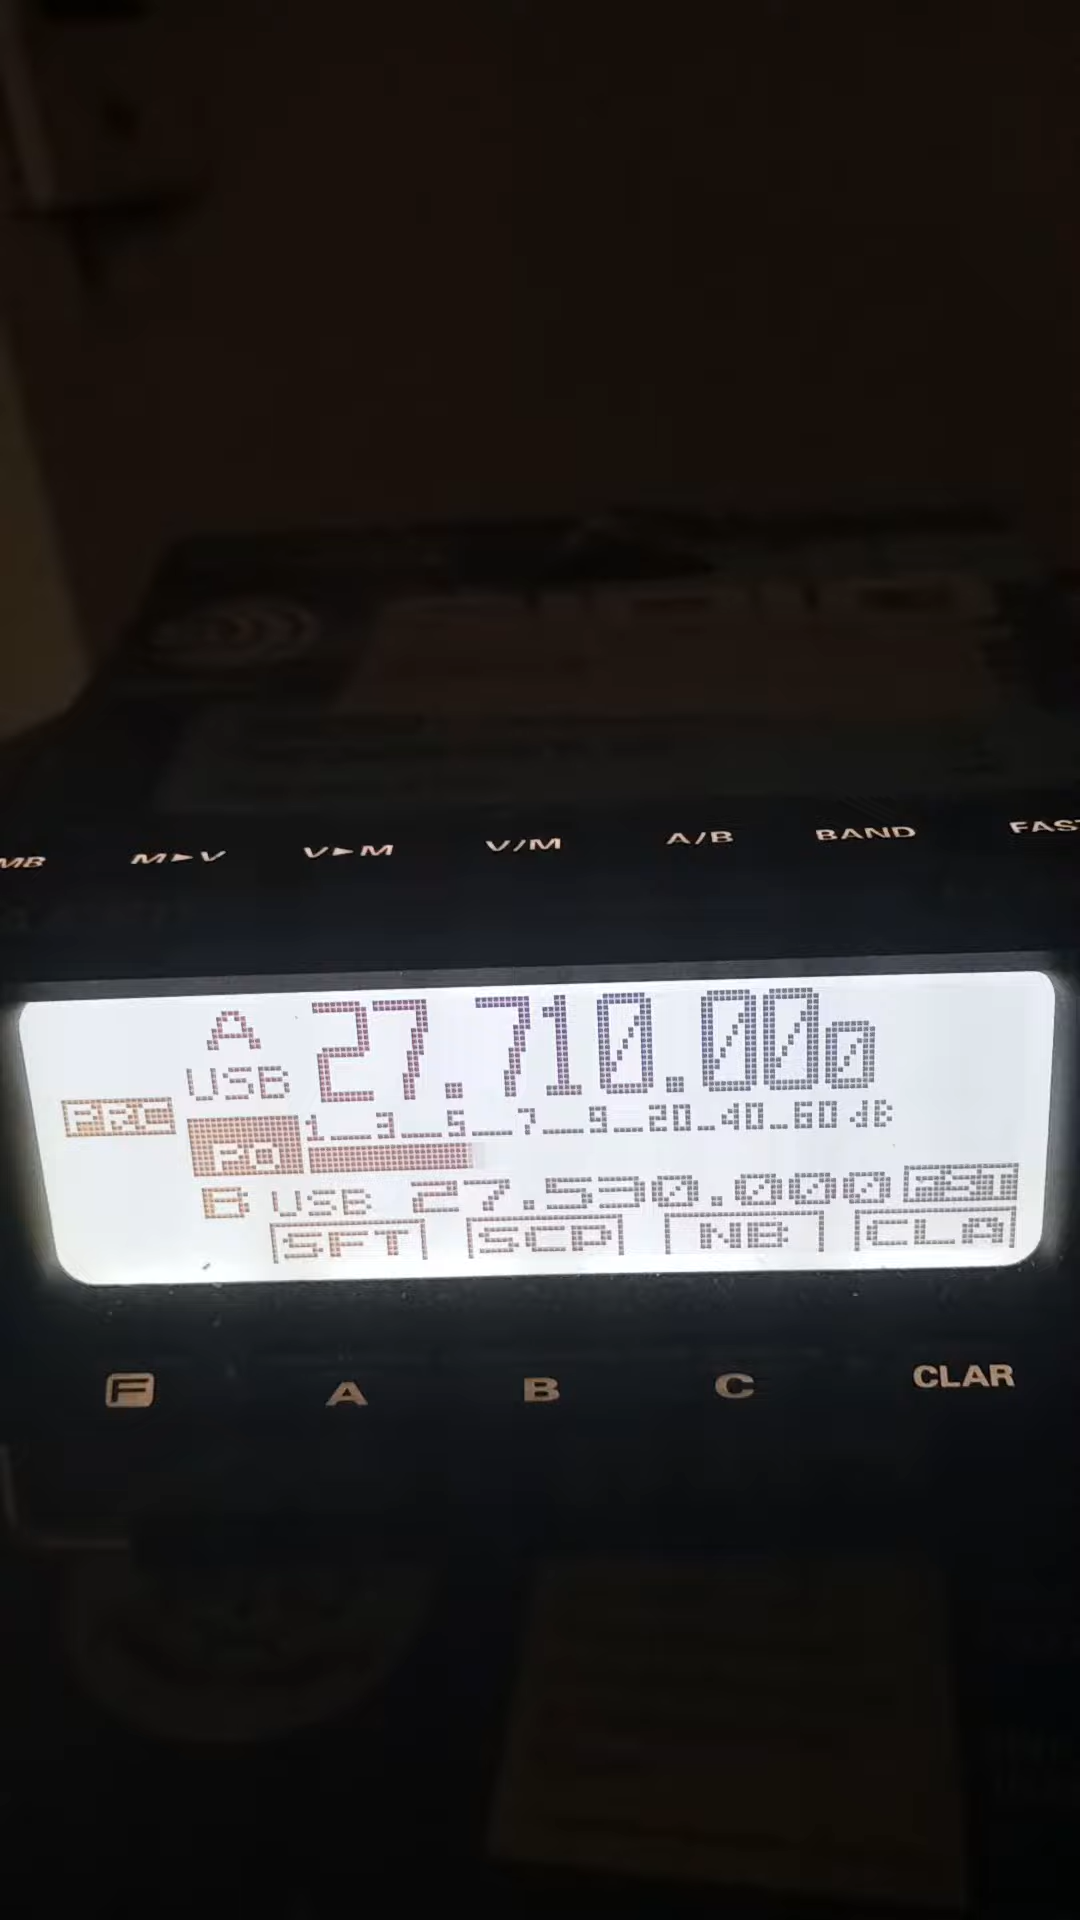 MB M►V V►M V/M A/B BAND FAST
A 27.710.000
USB
PRC 1 3 5 7 9 20 40 60 dB
PO
B USB 27.530.000 FST
SFT SCP NB CLA
F A B C CLAR